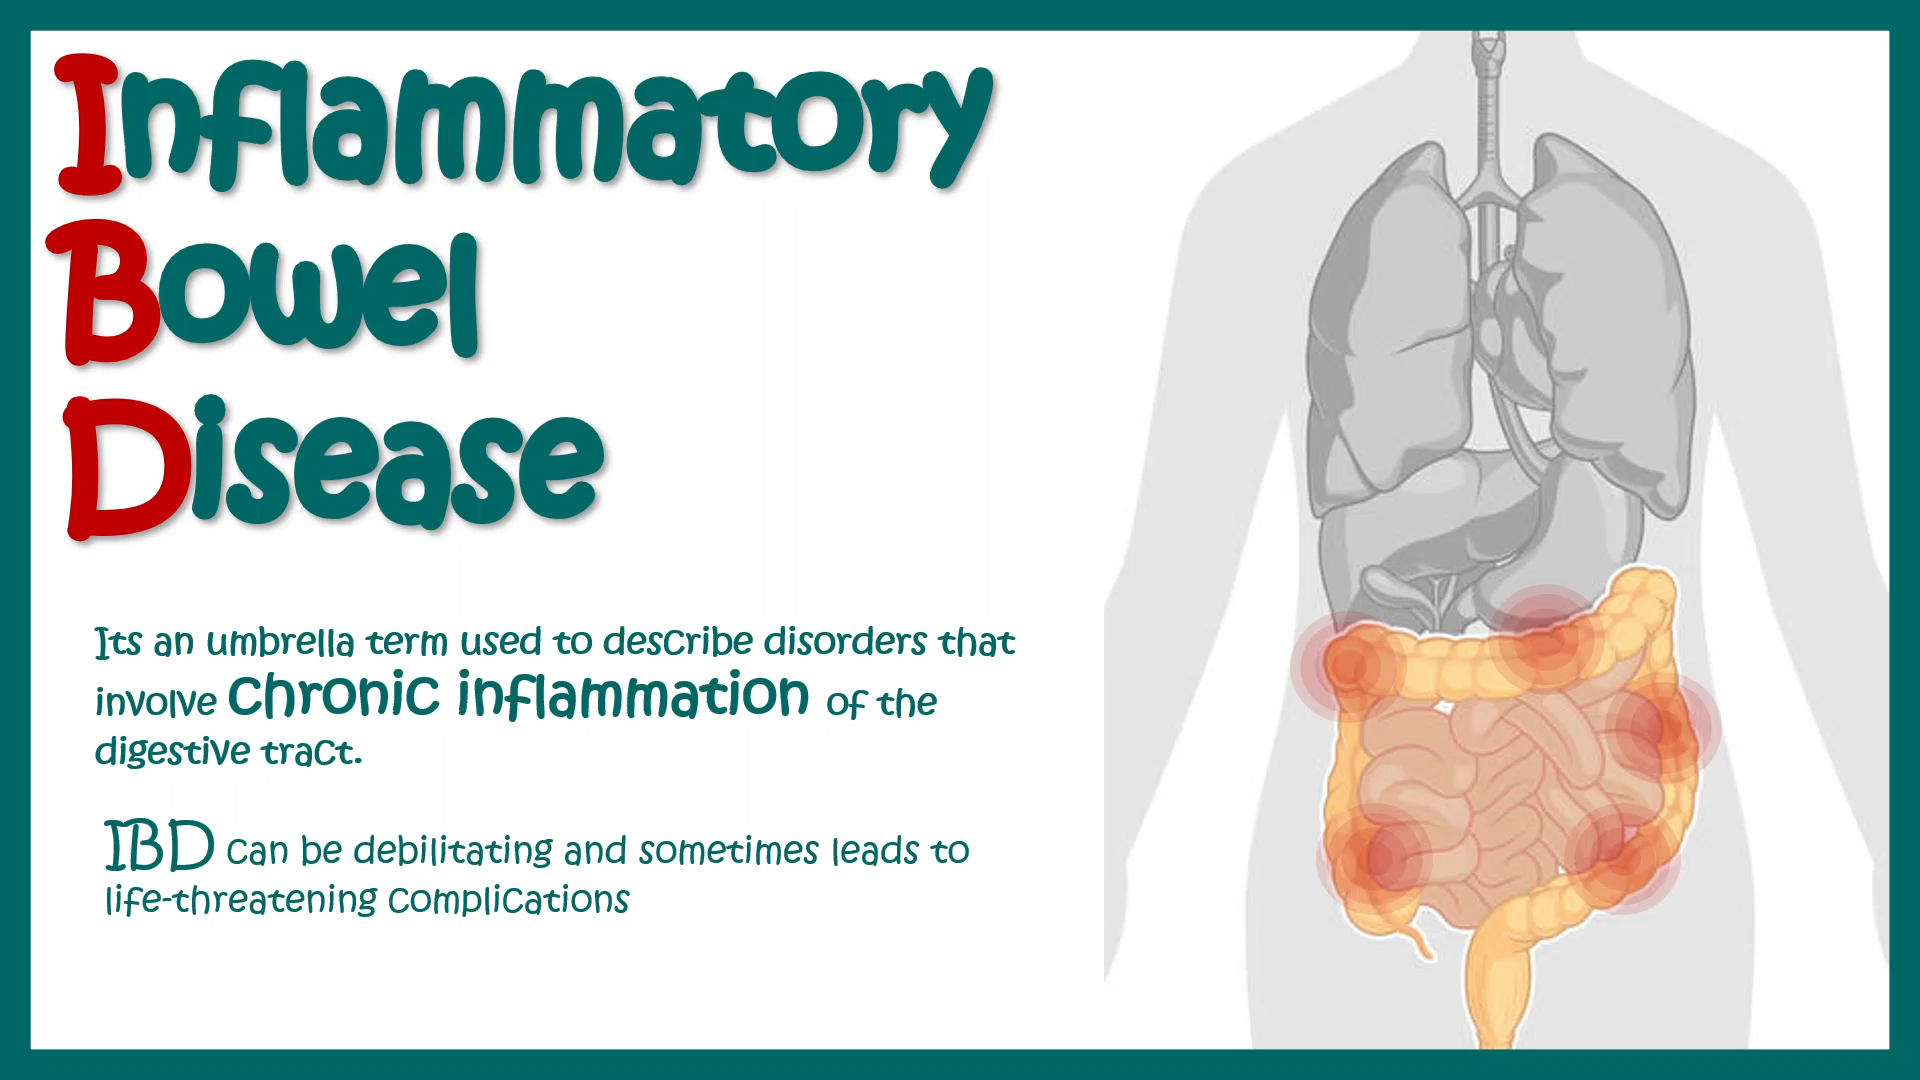 Inflammatory
Bowel
Disease
Its an umbrella term used to describe disorders that
involve chronic inflammation of the
digestive tract.
IBD can be debilitating and sometimes leads to
life-threatening complications